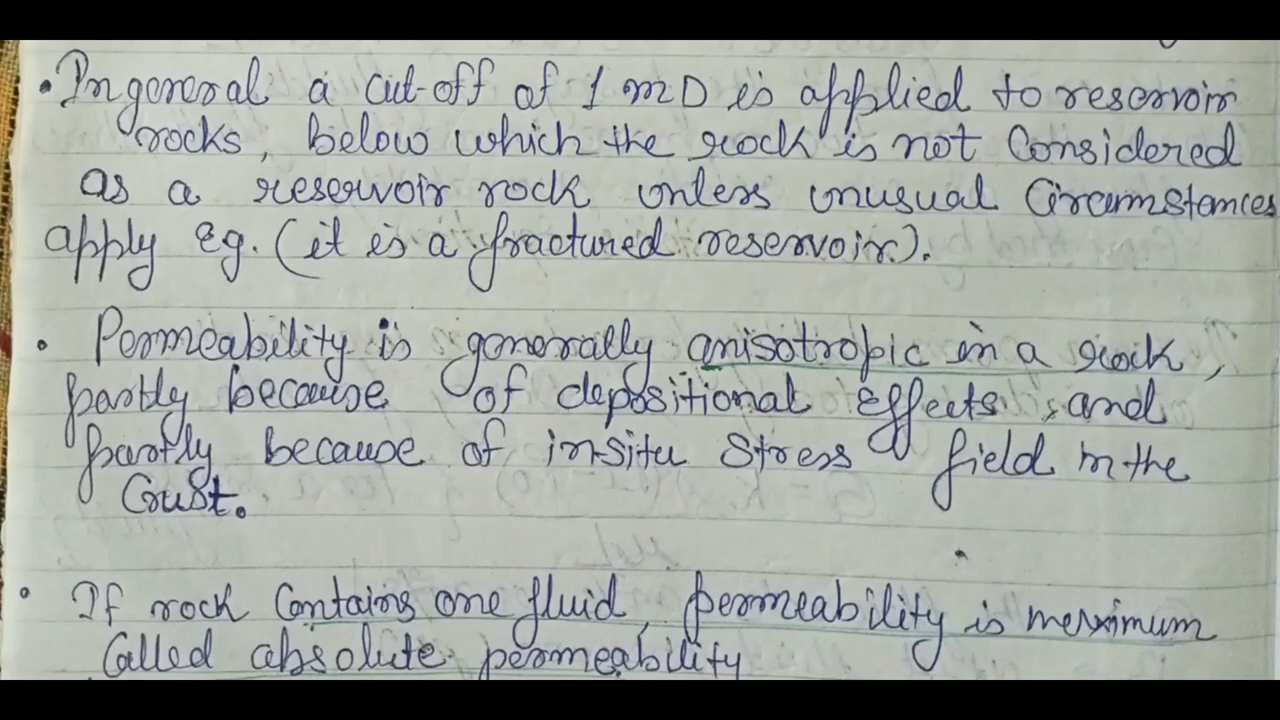 • In general a cut-off of 1 mD is applied to reservoir
rocks, below which the rock is not Considered
as a reservoir rock unless unusual Circumstances
apply eg. (it is a fractured reservoir).
• Permeability is generally anisotropic in a rock,
partly because of depositional effects and
partly because of in-situ stress field in the
Crust.
• If rock Contains one fluid, permeability is mexximum
Called absolute permeability